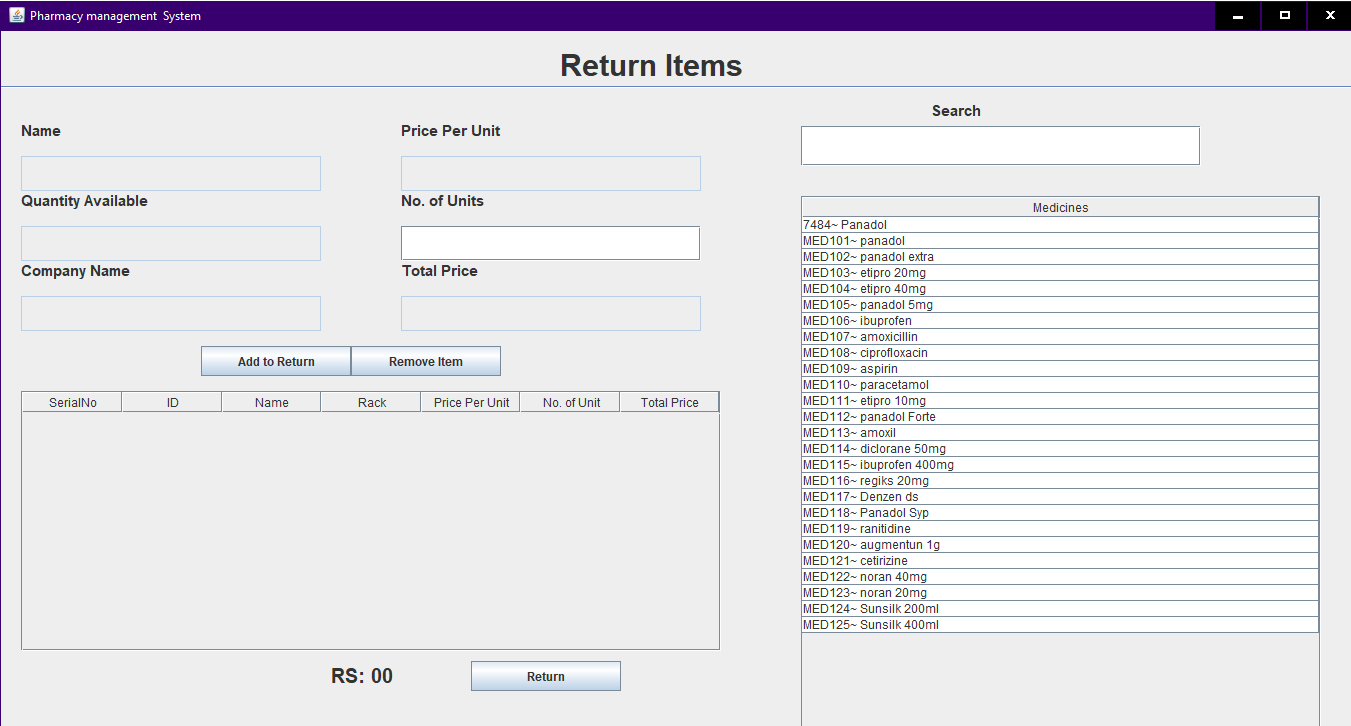 Pharmacy management System
Return Items
Name
Price Per Unit
Quantity Available
No. of Units
Company Name
Total Price
Add to Return
Remove Item
SerialNo ID Name Rack Price Per Unit No. of Unit Total Price
RS: 00
Return
Search
Medicines
7484~ Panadol
MED101~ panadol
MED102~ panadol extra
MED103~ etipro 20mg
MED104~ etipro 40mg
MED105~ panadol 5mg
MED106~ ibuprofen
MED107~ amoxicillin
MED108~ ciprofloxacin
MED109~ aspirin
MED110~ paracetamol
MED111~ etipro 10mg
MED112~ panadol Forte
MED113~ amoxil
MED114~ diclorane 50mg
MED115~ ibuprofen 400mg
MED116~ regiks 20mg
MED117~ Denzen ds
MED118~ Panadol Syp
MED119~ ranitidine
MED120~ augmentun 1g
MED121~ cetirizine
MED122~ noran 40mg
MED123~ noran 20mg
MED124~ Sunsilk 200ml
MED125~ Sunsilk 400ml